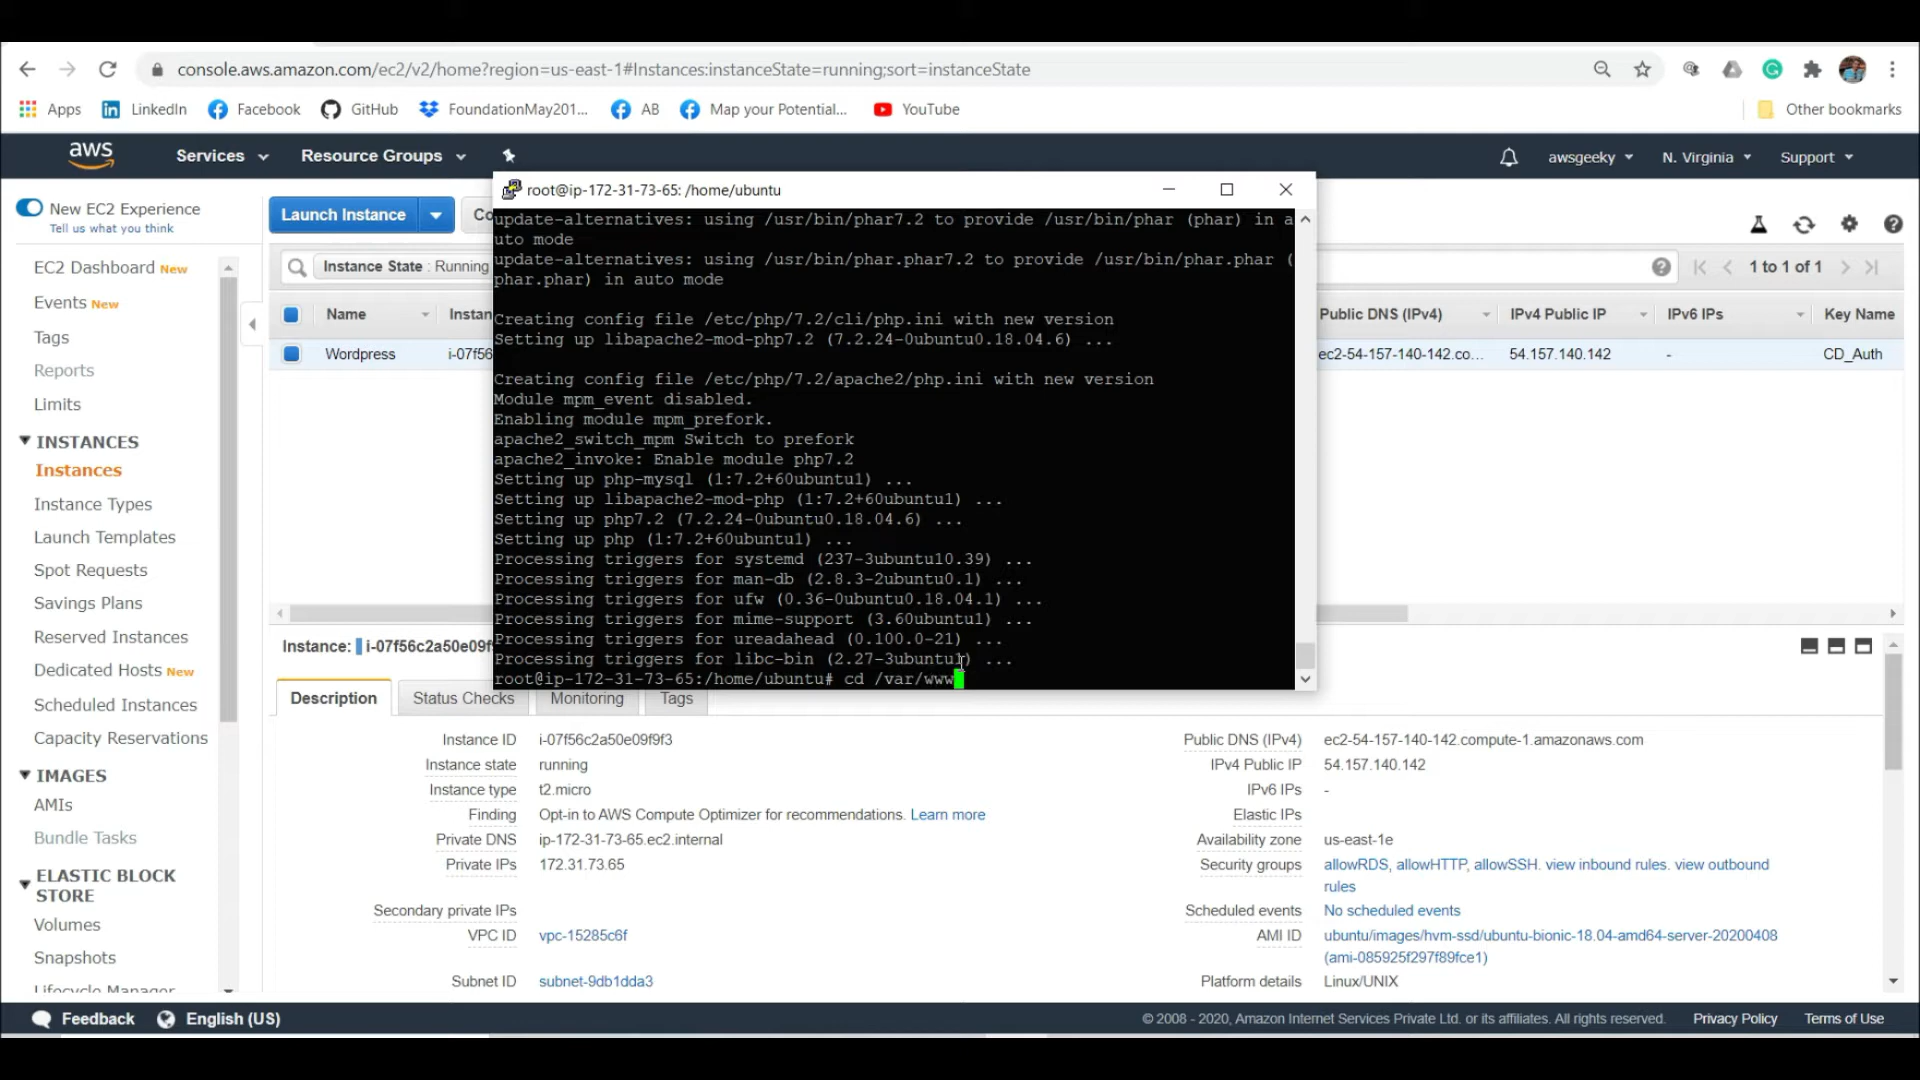 console.aws.amazon.com/ec2/v2/home?region=us-east-1#Instances:instanceState=running;sort=instanceState
Apps LinkedIn Facebook GitHub FoundationMay201... AB Map your Potential... YouTube Other bookmarks
aws Services Resource Groups awsgeeky N. Virginia Support
root@ip-172-31-73-65: /home/ubuntu
New EC2 Experience
Tell us what you think
Launch Instance Co
Instance State : Running
1 to 1 of 1
Name Instan Public DNS (IPv4) IPv4 Public IP IPv6 IPs Key Name
Wordpress i-07f56 ec2-54-157-140-142.co... 54.157.140.142 - CD_Auth
EC2 Dashboard New
Events New
Tags
Reports
Limits
INSTANCES
Instances
Instance Types
Launch Templates
Spot Requests
Savings Plans
Reserved Instances
Dedicated Hosts New
Scheduled Instances
Capacity Reservations
IMAGES
AMIs
Bundle Tasks
ELASTIC BLOCK
STORE
Volumes
Snapshots
Lifecycle Manager
update-alternatives: using /usr/bin/phar7.2 to provide /usr/bin/phar (phar) in a
uto mode
update-alternatives: using /usr/bin/phar.phar7.2 to provide /usr/bin/phar.phar (
phar.phar) in auto mode
Creating config file /etc/php/7.2/cli/php.ini with new version
Setting up libapache2-mod-php7.2 (7.2.24-0ubuntu0.18.04.6) ...
Creating config file /etc/php/7.2/apache2/php.ini with new version
Module mpm_event disabled.
Enabling module mpm_prefork.
apache2_switch_mpm Switch to prefork
apache2_invoke: Enable module php7.2
Setting up php-mysql (1:7.2+60ubuntu1) ...
Setting up libapache2-mod-php (1:7.2+60ubuntu1) ...
Setting up php7.2 (7.2.24-0ubuntu0.18.04.6) ...
Setting up php (1:7.2+60ubuntu1) ...
Processing triggers for systemd (237-3ubuntu10.39) ...
Processing triggers for man-db (2.8.3-2ubuntu0.1) ...
Processing triggers for ufw (0.36-0ubuntu0.18.04.1) ...
Processing triggers for mime-support (3.60ubuntu1) ...
Processing triggers for ureadahead (0.100.0-21) ...
Processing triggers for libc-bin (2.27-3ubuntu1) ...
root@ip-172-31-73-65:/home/ubuntu# cd /var/www
Instance: i-07f56c2a50e09f9f
Description Status Checks Monitoring Tags
Instance ID i-07f56c2a50e09f9f3
Instance state running
Instance type t2.micro
Finding Opt-in to AWS Compute Optimizer for recommendations. Learn more
Private DNS ip-172-31-73-65.ec2.internal
Private IPs 172.31.73.65
Secondary private IPs
VPC ID vpc-15285c6f
Subnet ID subnet-9db1dda3
Public DNS (IPv4) ec2-54-157-140-142.compute-1.amazonaws.com
IPv4 Public IP 54.157.140.142
IPv6 IPs -
Elastic IPs
Availability zone us-east-1e
Security groups allowRDS, allowHTTP, allowSSH. view inbound rules. view outbound
rules
Scheduled events No scheduled events
AMI ID ubuntu/images/hvm-ssd/ubuntu-bionic-18.04-amd64-server-20200408
(ami-085925f297f89fce1)
Platform details Linux/UNIX
Feedback English (US) © 2008 - 2020, Amazon Internet Services Private Ltd. or its affiliates. All rights reserved. Privacy Policy Terms of Use